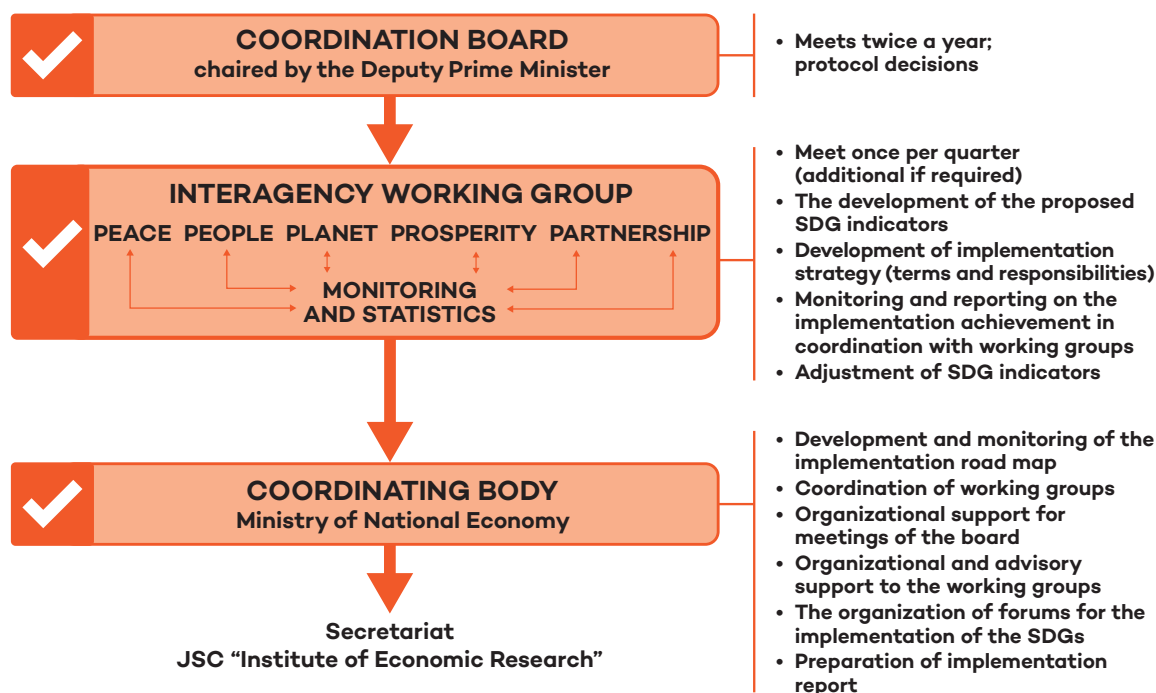 COORDINATION BOARD
chaired by the Deputy Prime Minister
• Meets twice a year;
protocol decisions
INTERAGENCY WORKING GROUP
PEACE PEOPLE PLANET PROSPERITY PARTNERSHIP
MONITORING
AND STATISTICS
• Meet once per quarter
(additional if required)
• The development of the proposed
SDG indicators
• Development of implementation
strategy (terms and responsibilities)
• Monitoring and reporting on the
implementation achievement in
coordination with working groups
• Adjustment of SDG indicators
COORDINATING BODY
Ministry of National Economy
• Development and monitoring of the
implementation road map
• Coordination of working groups
• Organizational support for
meetings of the board
• Organizational and advisory
support to the working groups
• The organization of forums for the
implementation of the SDGs
• Preparation of implementation
report
Secretariat
JSC “Institute of Economic Research”